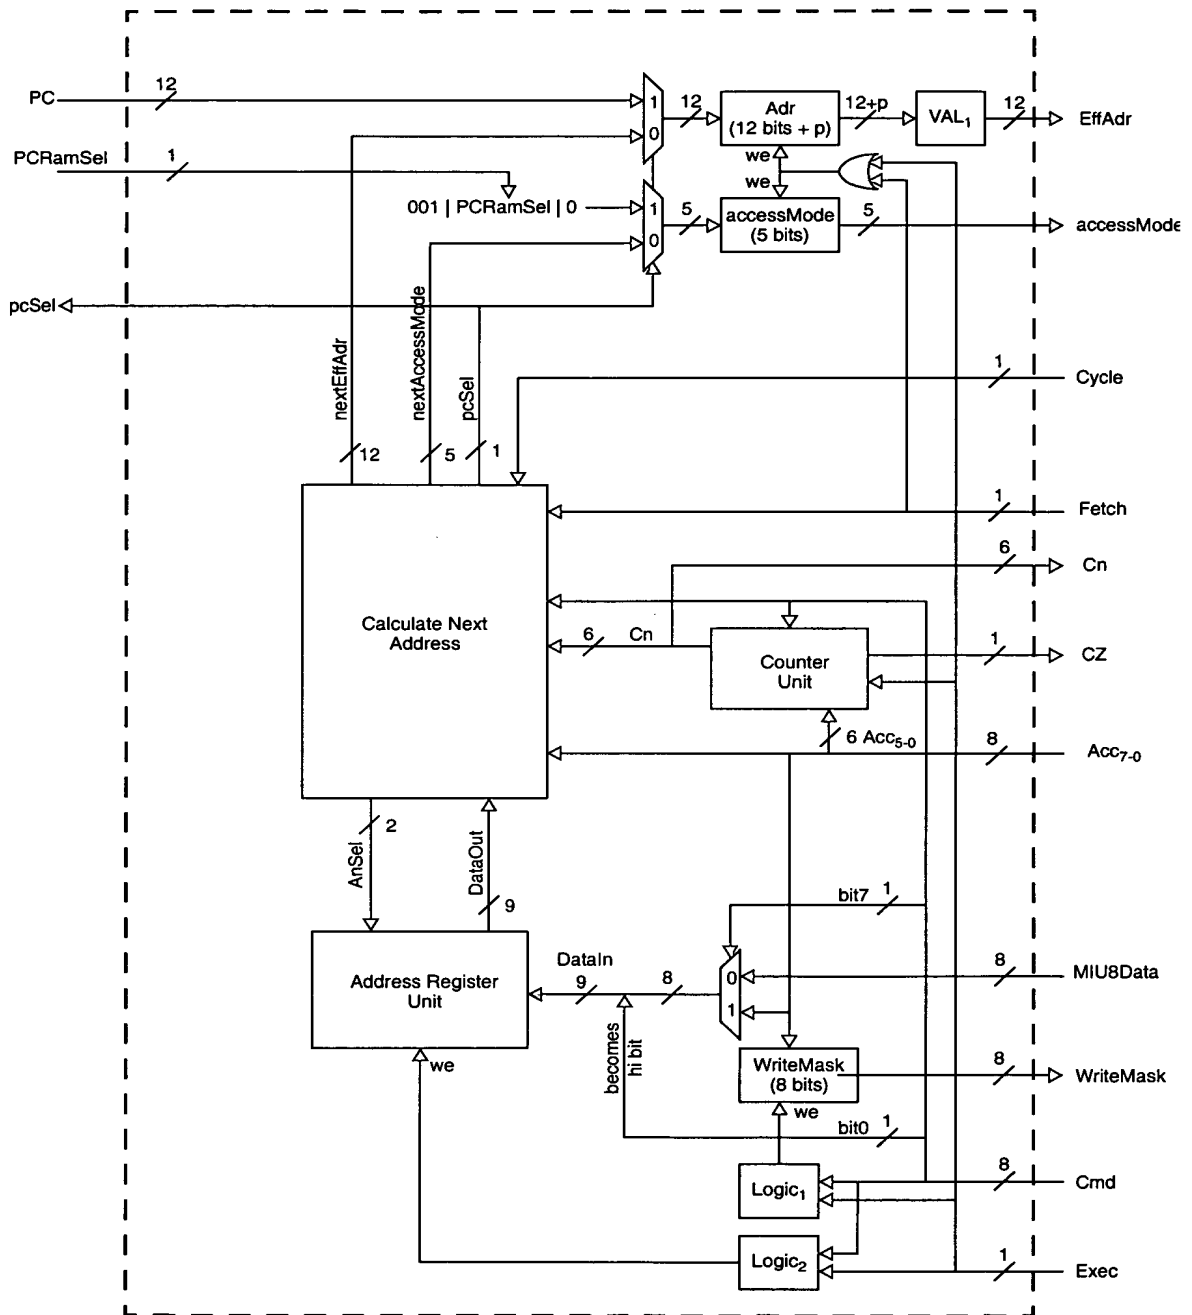 PC
12
1
0
12
Adr
(12 bits + p)
12+p
VAL1
12
EffAdr
PCRamSel
1
we
we
001 | PCRamSel | 0
1
0
5
accessMode
(5 bits)
5
accessMode
pcSel
nextEffAdr
nextAccessMode
pcSel
12
5
1
1
Cycle
1
Fetch
6
Cn
Calculate Next
Address
6
Cn
Counter
Unit
1
CZ
6 Acc5-0
8
Acc7-0
2
AnSel
DataOut
9
bit7
1
Address Register
Unit
DataIn
9
8
0
1
8
MIU8Data
becomes
hi bit
we
WriteMask
(8 bits)
8
WriteMask
we
bit0
1
Logic1
8
Cmd
Logic2
1
Exec